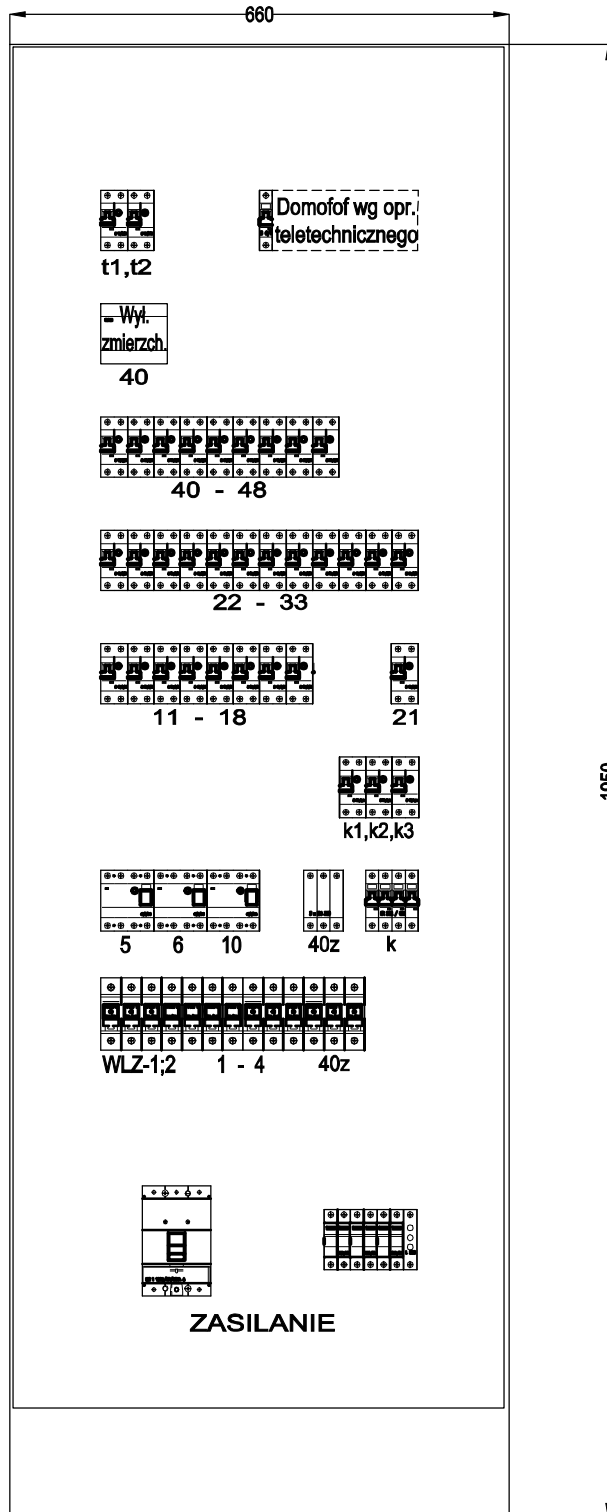 660
Domofof wg opr.
teletechnicznego
t1,t2
Wył.
zmierzch.
40
40 - 48
22 - 33
11 - 18
21
k1,k2,k3
5
6
10
40z
k
WLZ-1;2
1 - 4
40z
ZASILANIE